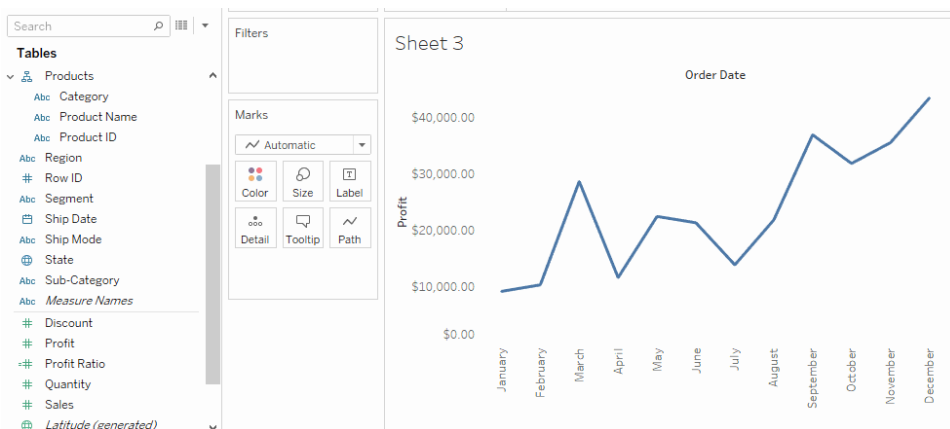 Search
Tables
Products
Abc Category
Abc Product Name
Abc Product ID
Abc Region
# Row ID
Abc Segment
Ship Date
Abc Ship Mode
State
Abc Sub-Category
Abc Measure Names
# Discount
# Profit
=# Profit Ratio
# Quantity
# Sales
Latitude (generated)
Filters
Marks
Automatic
Color Size T Label
Detail Tooltip Path
Sheet 3
Order Date
Profit
$40,000.00
$30,000.00
$20,000.00
$10,000.00
$0.00
January
February
March
April
May
June
July
August
September
October
November
December